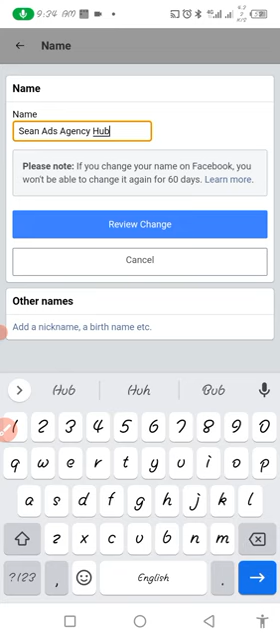 9:34 AM
Name
Name
Name
Sean Ads Agency Hub
Please note: If you change your name on Facebook, you
won't be able to change it again for 60 days. Learn more.
Review Change
Cancel
Other names
Add a nickname, a birth name etc.
Hub Huh Bub
1 2 3 4 5 6 7 8 9 0
q w e r t y u i o p
a s d f g h j k l
z x c v b n m
?123 , English .